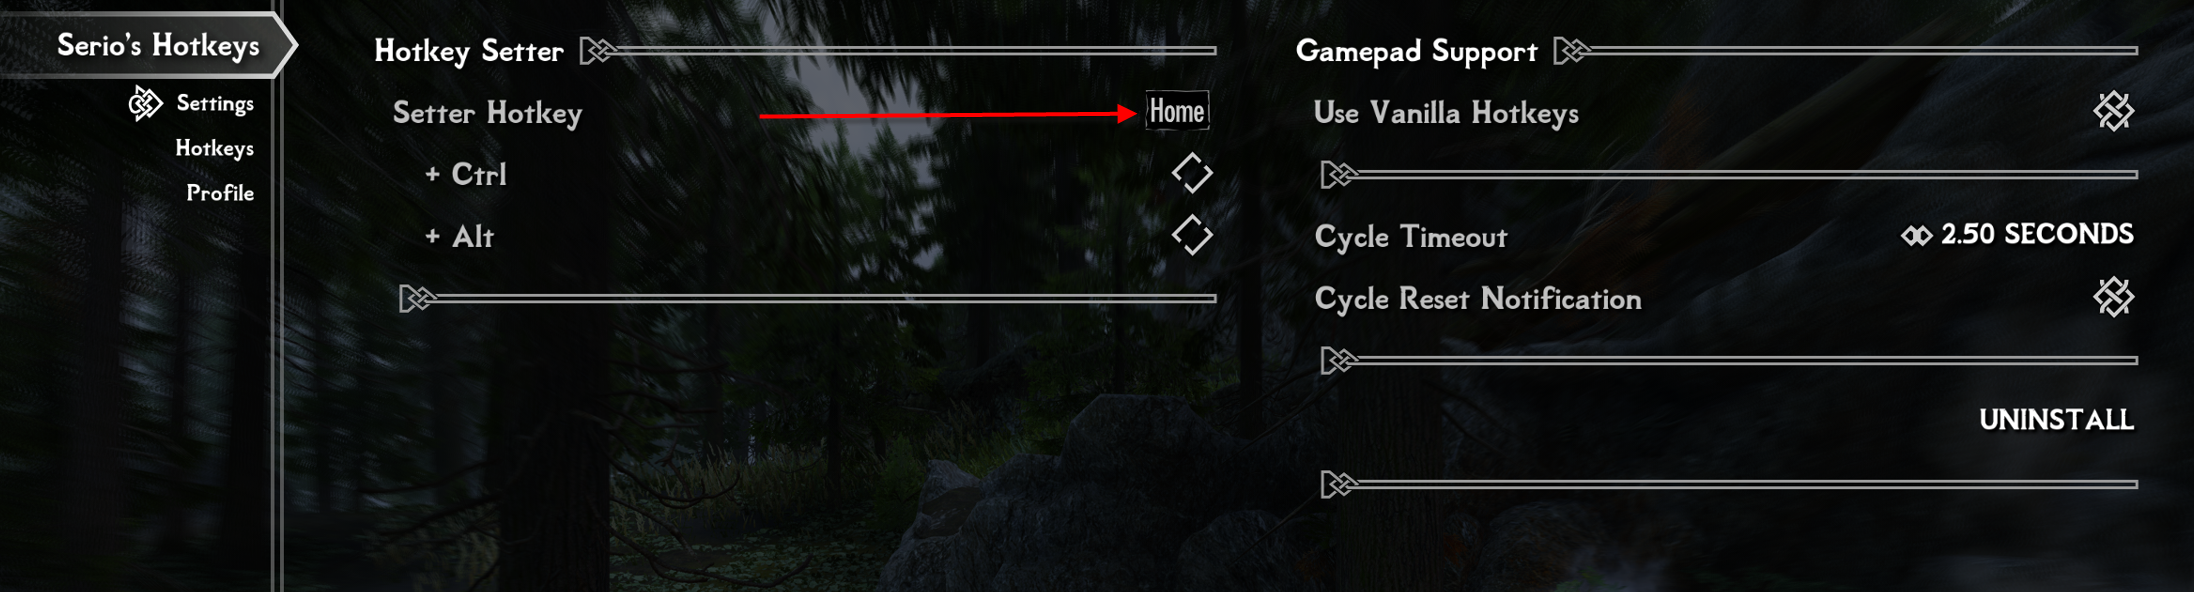 Serio's Hotkeys
Settings
Hotkeys
Profile
Hotkey Setter
Setter Hotkey Home
+ Ctrl
+ Alt
Gamepad Support
Use Vanilla Hotkeys
Cycle Timeout 2.50 SECONDS
Cycle Reset Notification
UNINSTALL